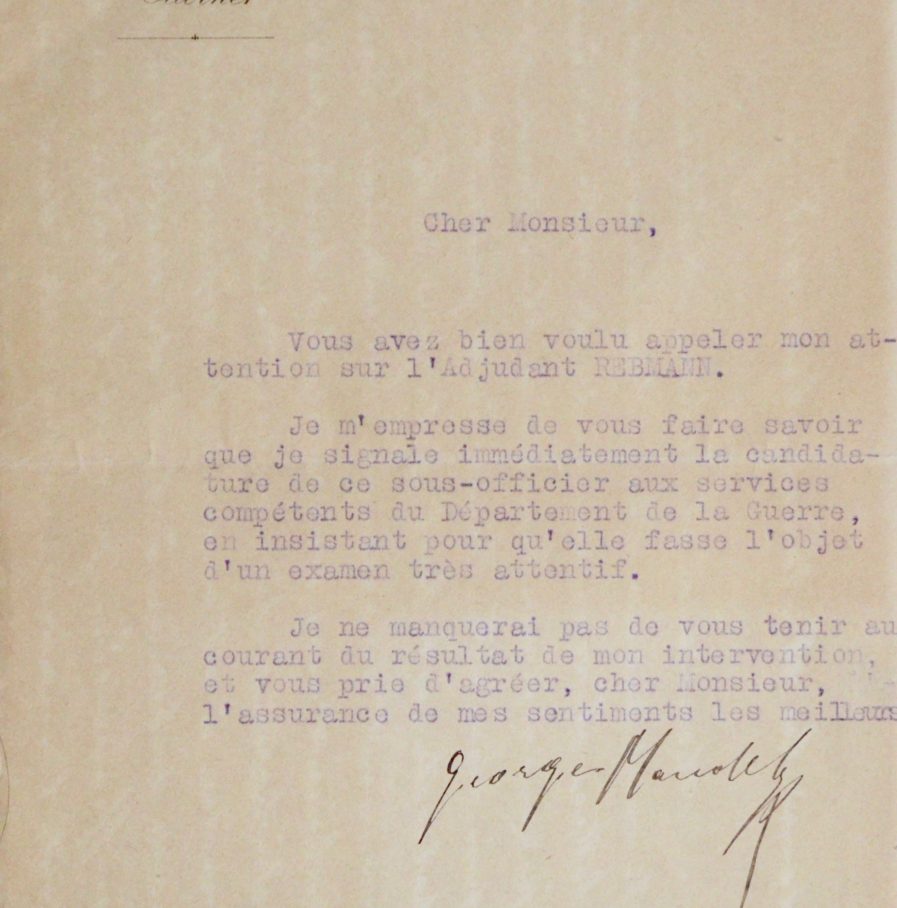 Cher Monsieur,
Vous avez bien voulu appeler mon at-
tention sur l'Adjudant REBMANN.
Je m'empresse de vous faire savoir
que je signale immédiatement la candida-
ture de ce sous-officier aux services
compétents du Département de la Guerre,
en insistant pour qu'elle fasse l'objet
d'un examen très attentif.
Je ne manquerai pas de vous tenir au
courant du résultat de mon intervention,
et vous prie d'agréer, cher Monsieur,
l'assurance de mes sentiments les meilleurs
Georges Mandel